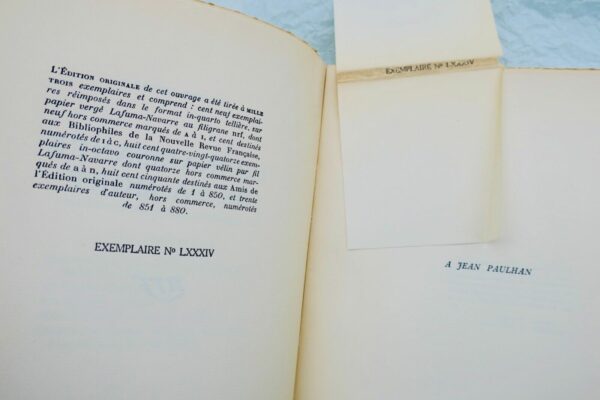 L'ÉDITION ORIGINALE de cet ouvrage a été tirée à MILLE
TROIS exemplaires et comprend : cent neuf exemplai-
res réimposés dans le format in-quarto tellière, sur
papier vergé Lafuma-Navarre au filigrane nrf, dont
neuf hors commerce marqués de A à I, et cent destinés
aux Bibliophiles de la Nouvelle Revue Française,
numérotés de I à C, huit cent quatre-vingt-quatorze exem-
plaires in-octavo couronne sur papier vélin pur fil
Lafuma-Navarre dont quatorze hors commerce mar-
qués de a à n, huit cent cinquante destinés aux Amis de
l'Édition originale numérotés de 1 à 850, et trente
exemplaires d'auteur, hors commerce, numérotés
de 851 à 880.
EXEMPLAIRE No LXXXIV
EXEMPLAIRE No LXXXIV
A JEAN PAULHAN